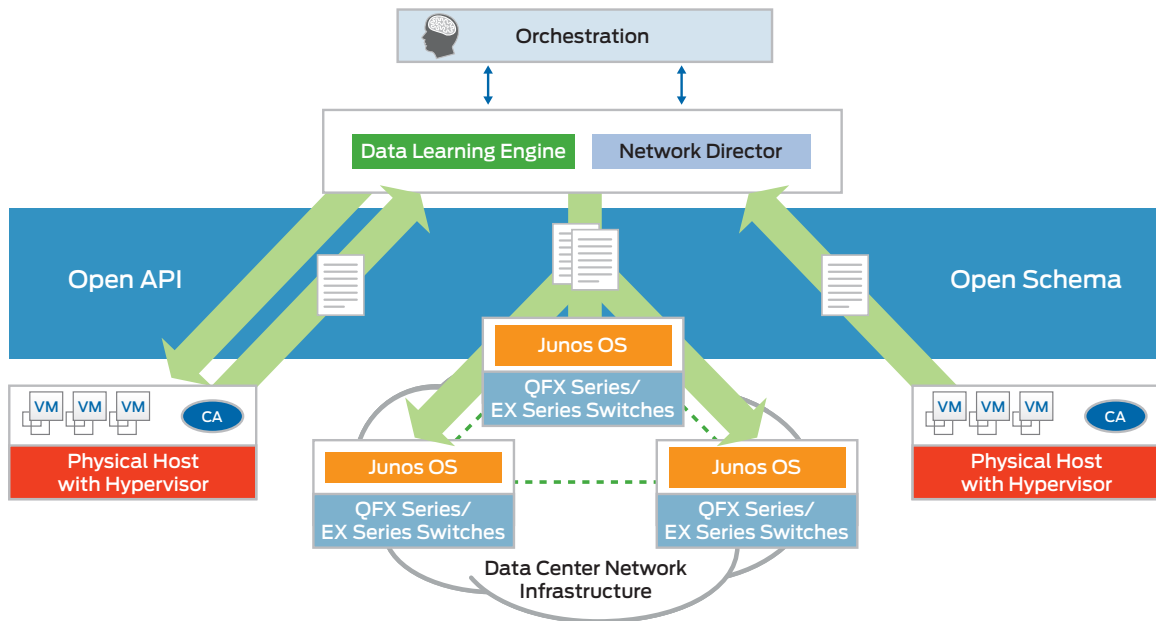 Orchestration
Data Learning Engine
Network Director
Open API
Open Schema
Junos OS
QFX Series/
EX Series Switches
VM VM VM
CA
Physical Host
with Hypervisor
VM VM VM
CA
Physical Host
with Hypervisor
Junos OS
QFX Series/
EX Series Switches
Junos OS
QFX Series/
EX Series Switches
Data Center Network
Infrastructure